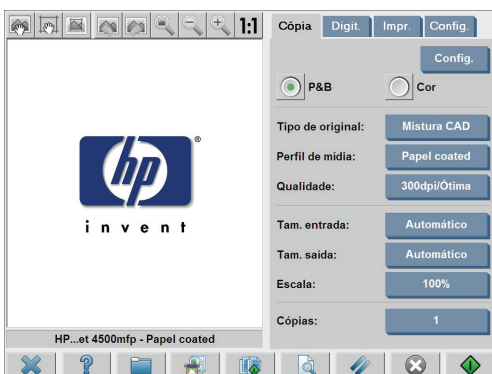 1:1
Cópia Digit. Impr. Config.
Config.
P&B Cor
Tipo de original: Mistura CAD
Perfil de mídia: Papel coated
Qualidade: 300dpi/Ótima
Tam. entrada: Automático
Tam. saída: Automático
Escala: 100%
Cópias: 1
hp ®
invent
HP...et 4500mfp - Papel coated